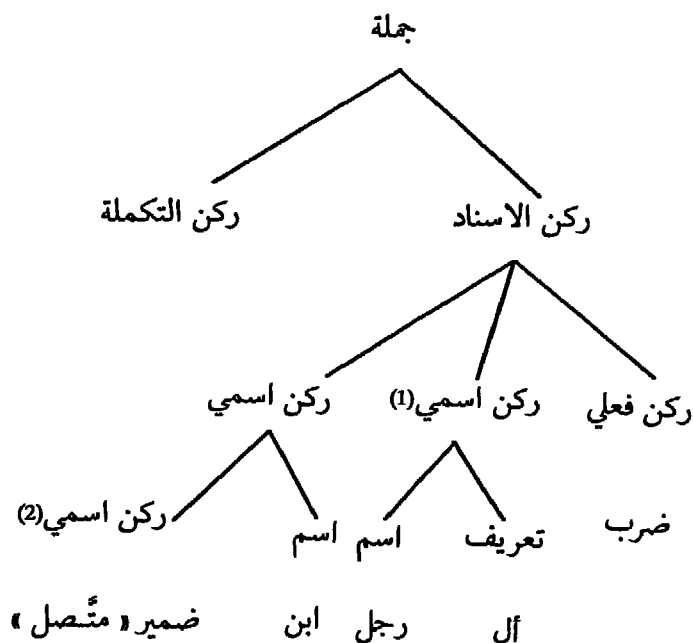 جملة
ركن الاسناد ركن التكملة
ركن فعلي ركن اسمي(1) ركن اسمي
ضرب تعريف اسم اسم ركن اسمي(2)
أل رجل ابن ضمير « متَّصل »